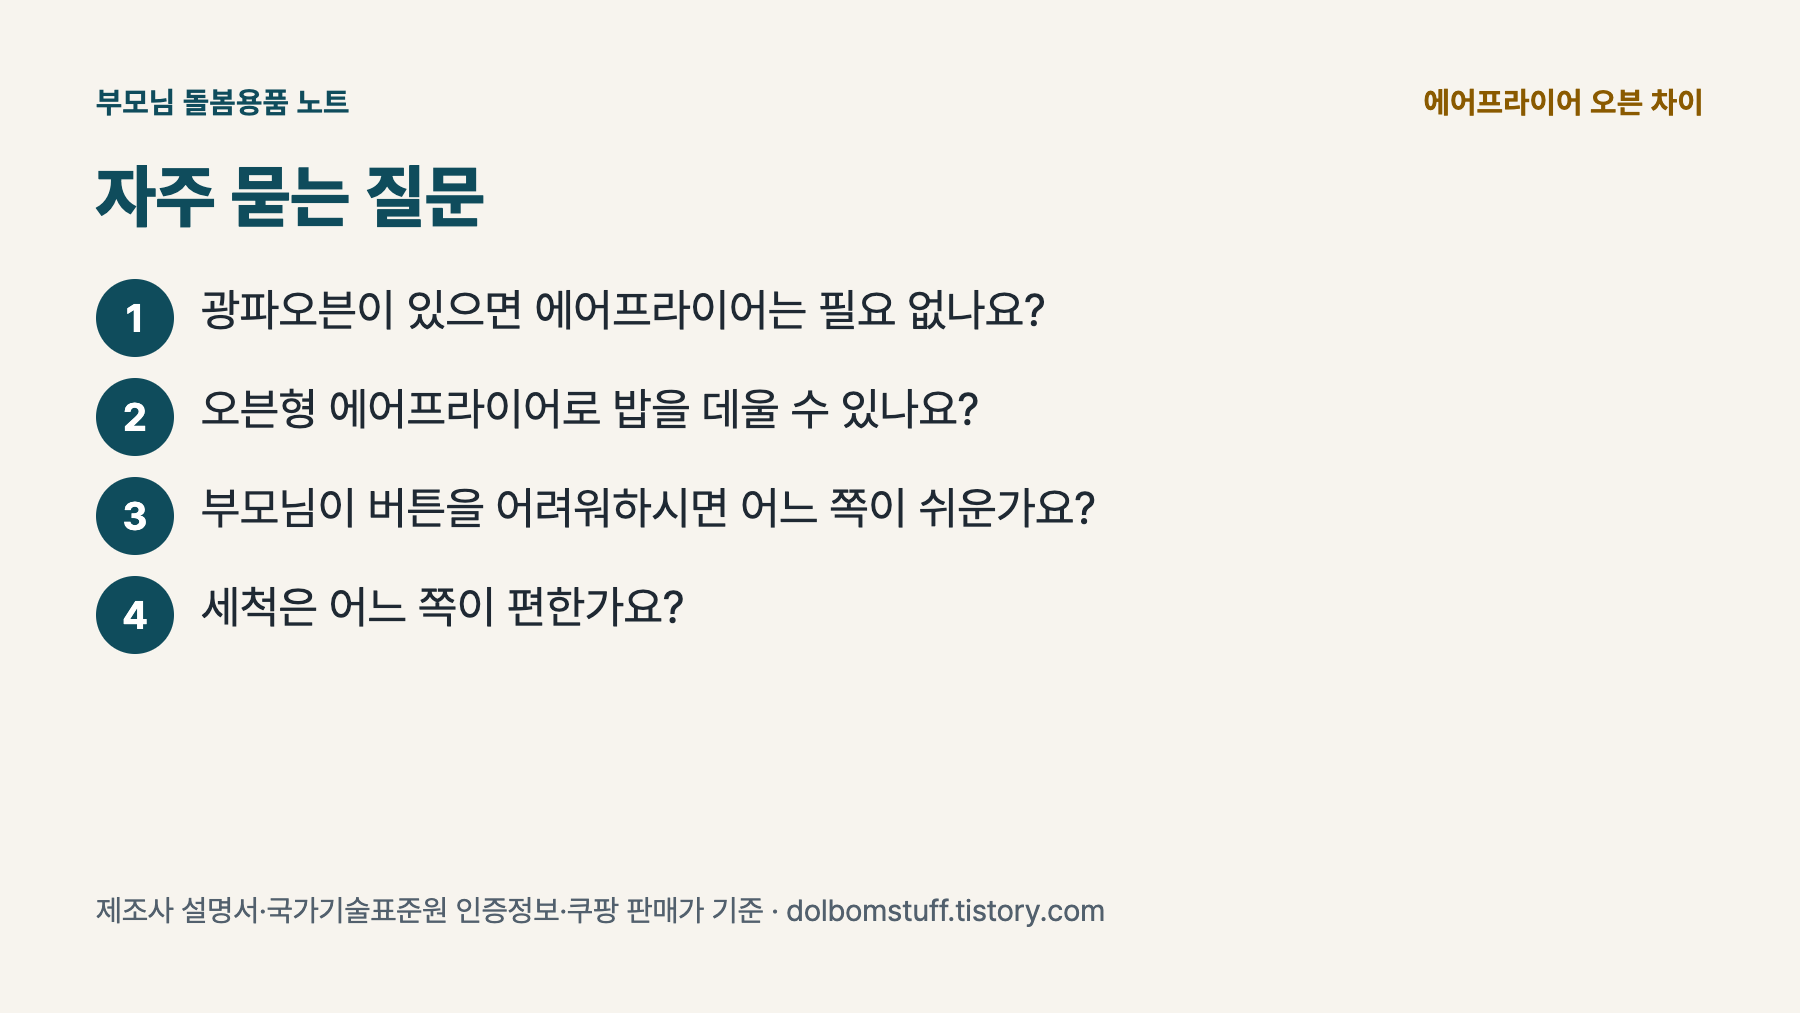 부모님 돌봄용품 노트
에어프라이어 오븐 차이
자주 묻는 질문
1 광파오븐이 있으면 에어프라이어는 필요 없나요?
2 오븐형 에어프라이어로 밥을 데울 수 있나요?
3 부모님이 버튼을 어려워하시면 어느 쪽이 쉬운가요?
4 세척은 어느 쪽이 편한가요?
제조사 설명서·국가기술표준원 인증정보·쿠팡 판매가 기준 · dolbomstuff.tistory.com